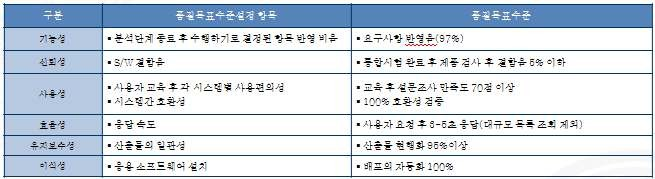 구분 품질목표수준설정 항목 품질목표수준
기능성 ▪ 분석단계 종료 후 수행하기로 결정된 항목 반영 비율 ▪ 요구사항 반영율(97%)
신뢰성 ▪ S/W 결함율 ▪ 통합시험 완료 후 제품 검사 후 결함율 5% 이하
사용성 ▪ 사용자 교육 후 각 시스템별 사용편의성 ▪ 교육 후 설문조사 만족도 70점 이상
▪ 시스템간 호환성 ▪ 100% 호환성 검증
효율성 ▪ 응답 속도 ▪ 사용자 요청 후 6-5초 응답(대규모 목록 조회 제외)
유지보수성 ▪ 산출물의 일관성 ▪ 산출물 현행화 95%이상
이식성 ▪ 응용 소프트웨어 설치 ▪ 배포의 자동화 100%